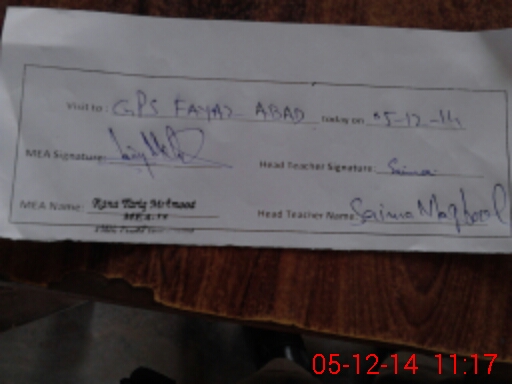 Visit to: GPS FAYAZ ABAD today on 05-12-14
MEA Signature: Head Teacher Signature: Saima
MEA Name: Rana Tariq Mehmood Head Teacher Name: Saima Maqbool
05-12-14 11:17